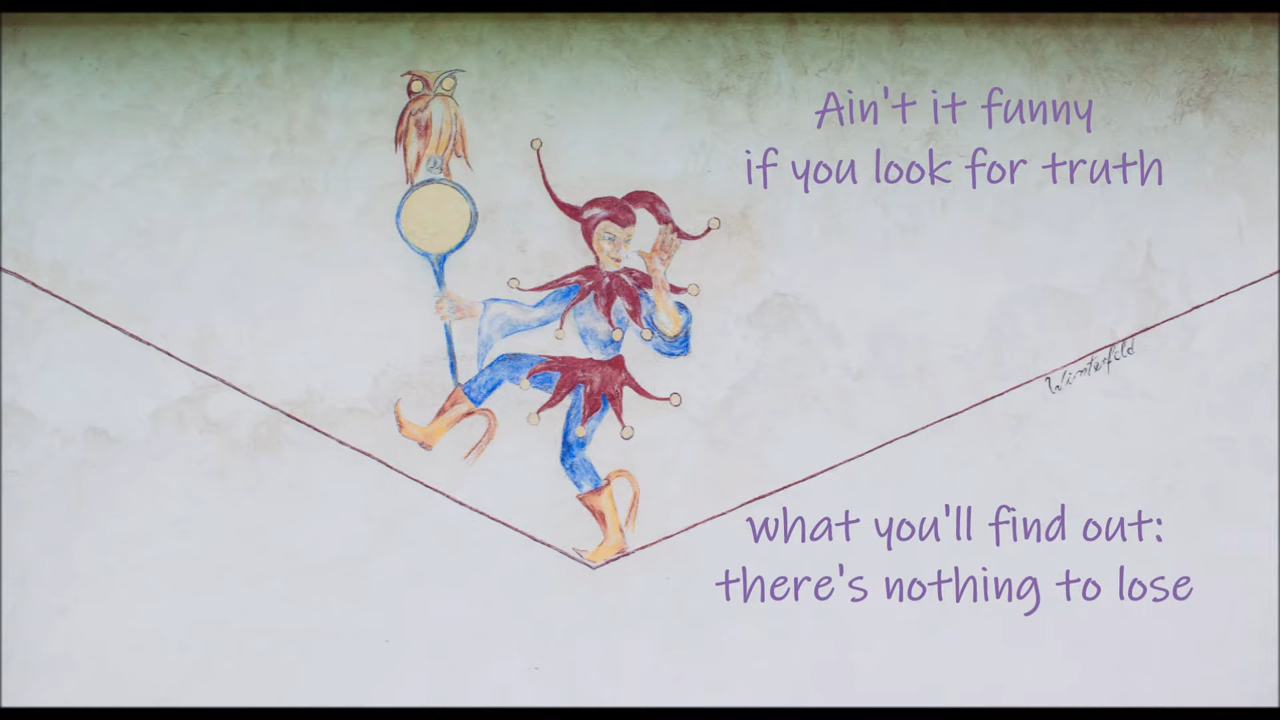 Ain't it funny
if you look for truth
Winterfeld
what you'll find out:
there's nothing to lose